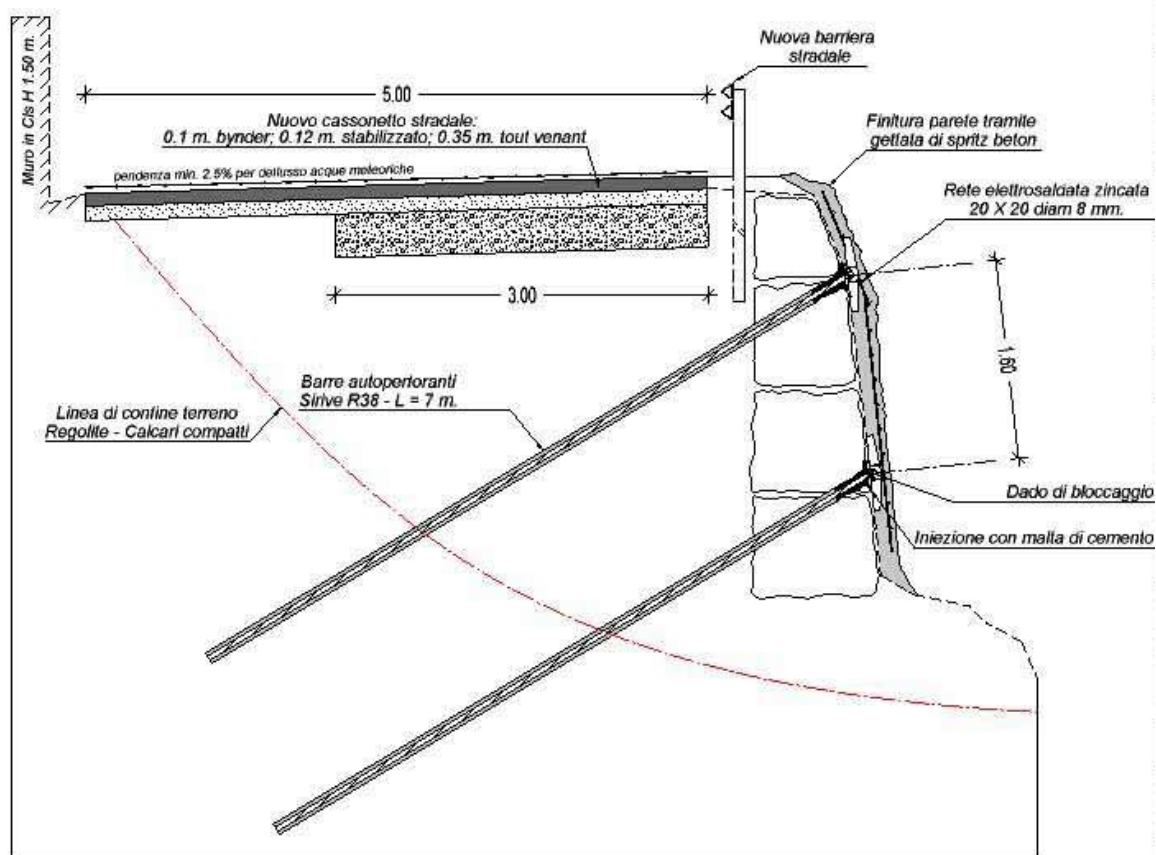 Muro in Cls H 1.50 m.
Nuova barriera
stradale
5.00
Nuovo cassonetto stradale:
0.1 m. bynder; 0.12 m. stabilizzato; 0.35 m. tout venant
pendenza min. 2.5% per deflusso acque meteoriche
Finitura parete tramite
gettata di spritz beton
Rete elettrosaldata zincata
20 X 20 diam 8 mm.
3.00
1.60
Barre autoperforanti
Sirive R38 - L = 7 m.
Linea di confine terreno
Regolite - Calcari compatti
Dado di bloccaggio
Iniezione con malta di cemento